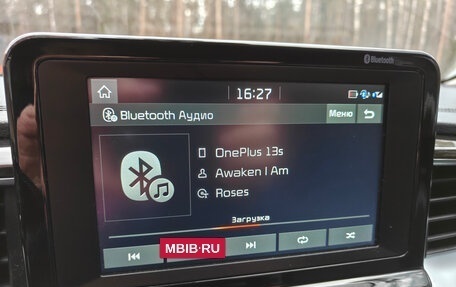 Bluetooth
16:27
Bluetooth Аудио
Меню
OnePlus 13s
Awaken I Am
Roses
Загрузка
MBIB.RU